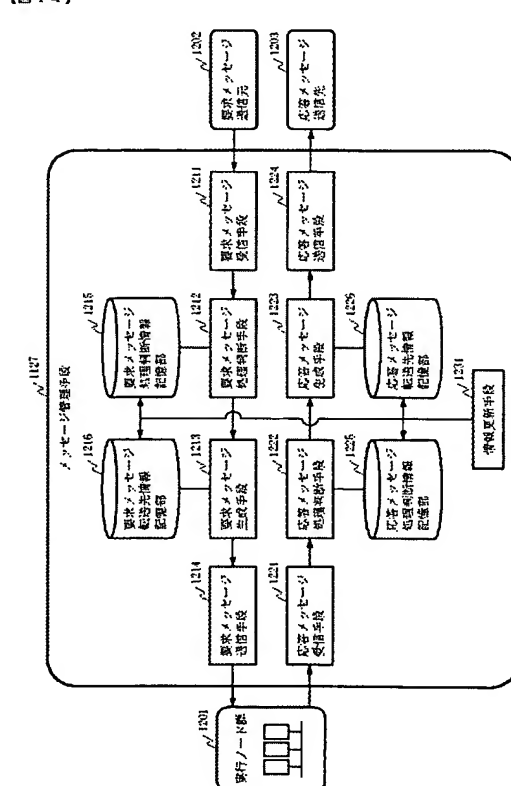 1127
メッセージ管理手段
1202
要求メッセージ
送信元
1203
応答メッセージ
送信先
1211
要求メッセージ
受信手段
1224
応答メッセージ
送信手段
1215
要求メッセージ
処理判断情報
記憶部
1212
要求メッセージ
処理判断手段
1223
応答メッセージ
生成手段
1226
応答メッセージ
転送先情報
記憶部
1231
情報更新手段
1216
要求メッセージ
転送先情報
記憶部
1213
要求メッセージ
生成手段
1222
応答メッセージ
処理判断手段
1225
応答メッセージ
処理判断情報
記憶部
1214
要求メッセージ
送信手段
1221
応答メッセージ
受信手段
1201
実行ノード群